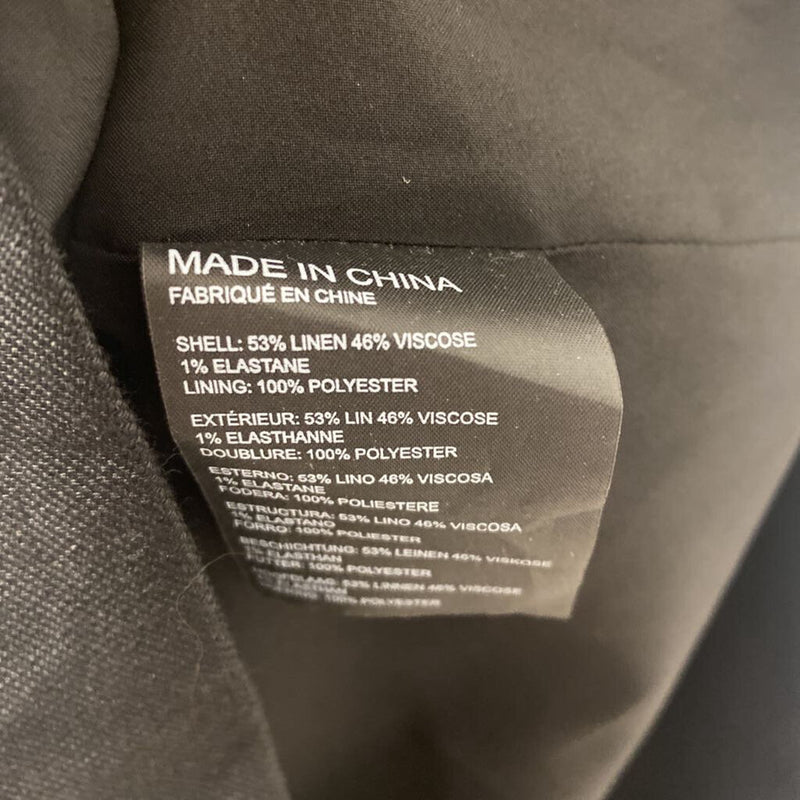 MADE IN CHINA
FABRIQUÉ EN CHINE
SHELL: 53% LINEN 46% VISCOSE
1% ELASTANE
LINING: 100% POLYESTER
EXTÉRIEUR: 53% LIN 46% VISCOSE
1% ELASTHANNE
DOUBLURE: 100% POLYESTER
ESTERNO: 53% LINO 46% VISCOSA
1% ELASTANE
FODERA: 100% POLIESTERE
ESTRUCTURA: 53% LINO 46% VISCOSA
1% ELASTANO
FORRO: 100% POLYESTER
BESCHICHTUNG: 53% LEINEN 46% VISKOSE
1% ELASTHAN
100% POLYESTER
53% LINNEN 46% VISCOSE
100% POLYESTER